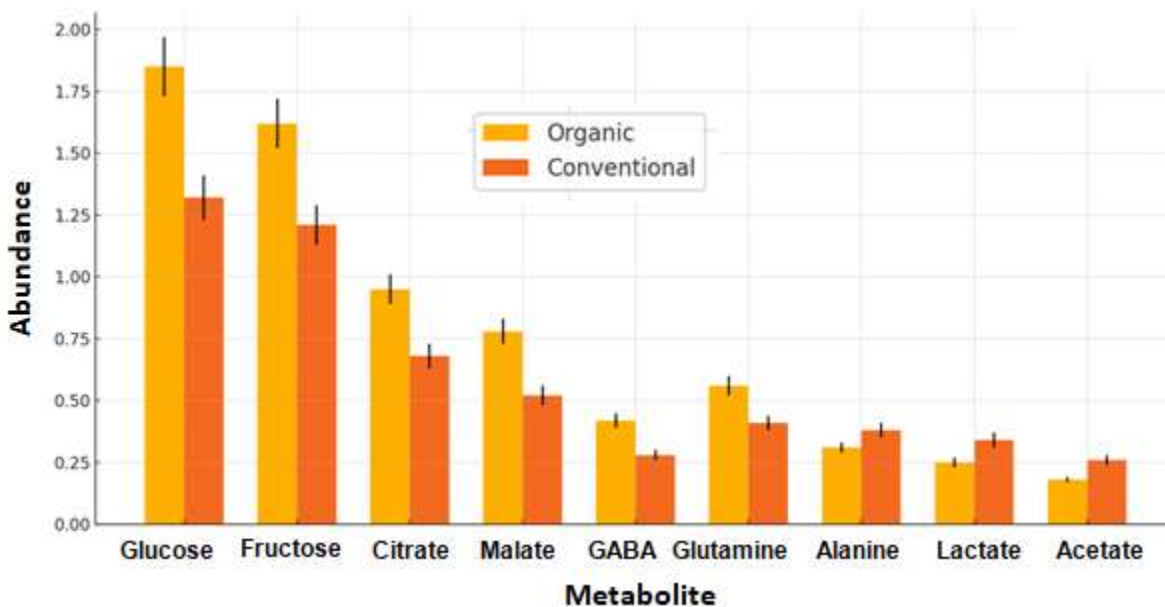 2.00
1.75
1.50
1.25
1.00
0.75
0.50
0.25
0.00
Abundance
Organic
Conventional
Glucose Fructose Citrate Malate GABA Glutamine Alanine Lactate Acetate
Metabolite